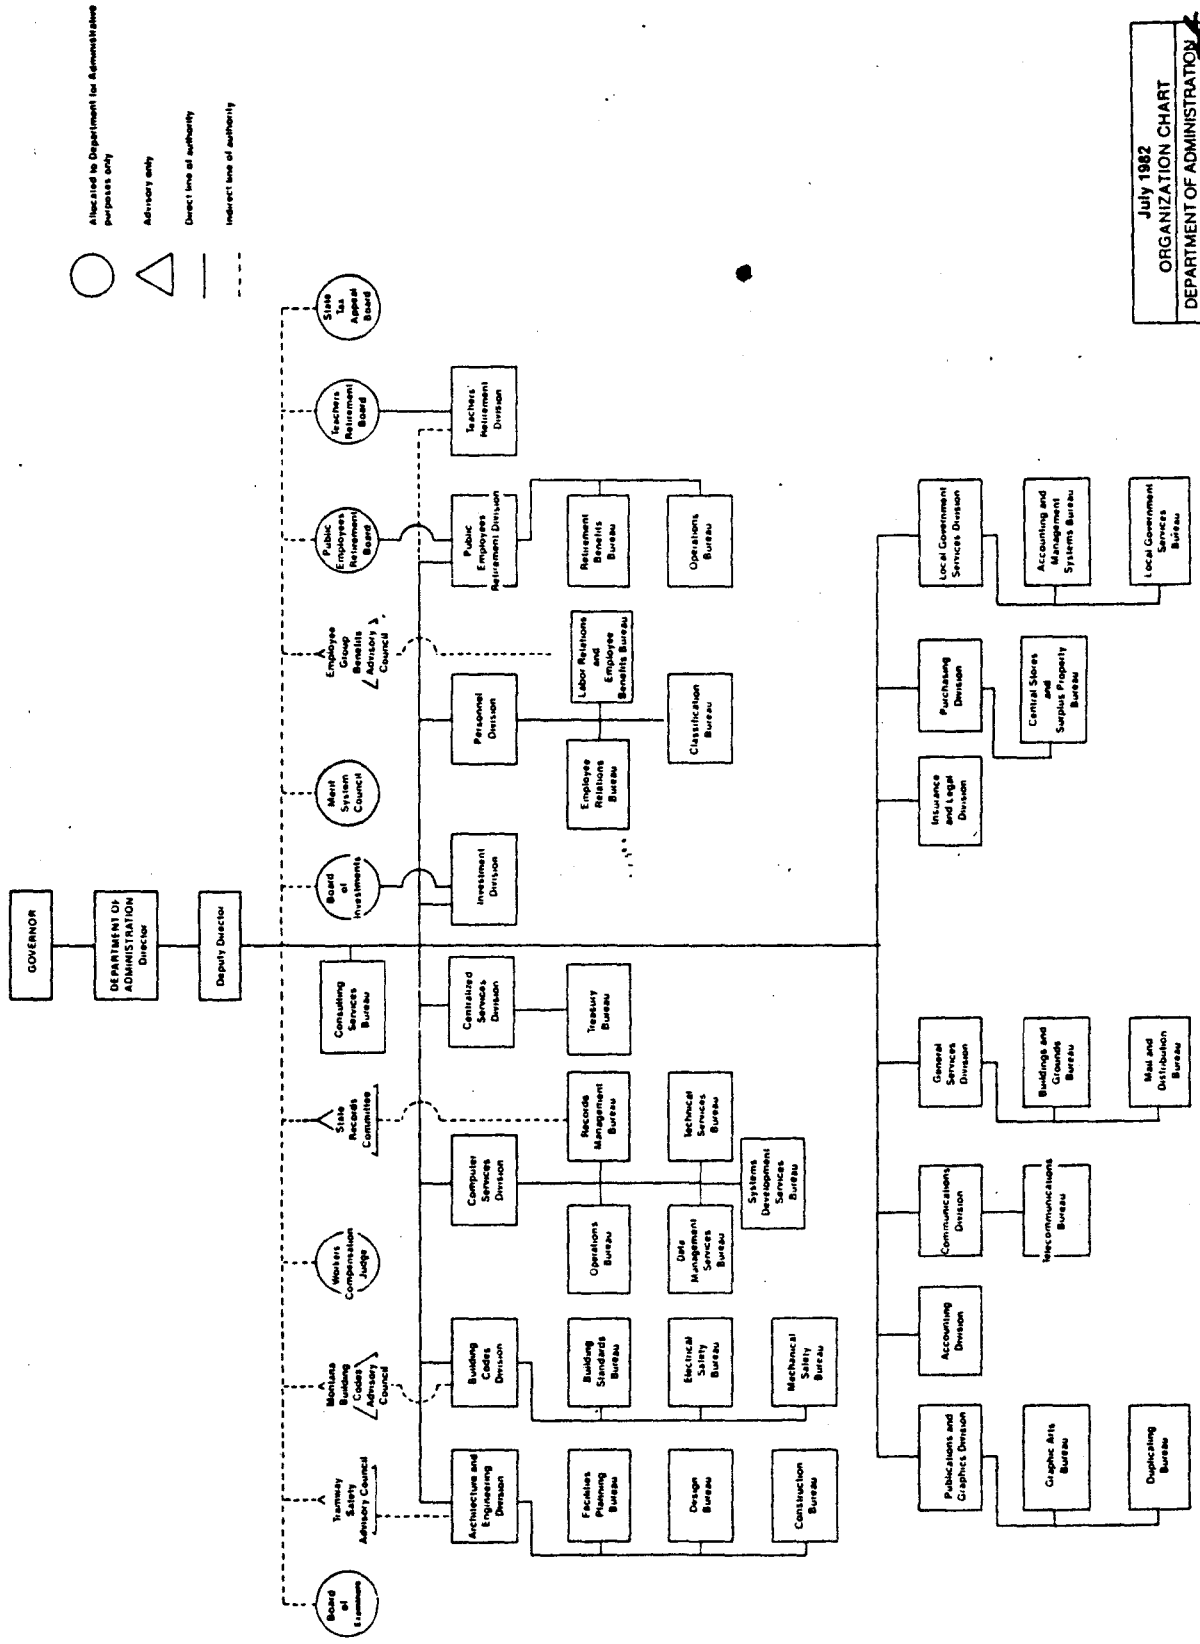 GOVERNOR
DEPARTMENT OF
ADMINISTRATION
Director
Deputy Director
Allocated to Department for Administrative
purposes only
Advisory only
Direct line of authority
Indirect line of authority
Board
of
Examiners
Tramway
Safety
Advisory Council
Montana
Building
Codes
Advisory
Council
Workers
Compensation
Judge
State
Records
Committee
Consulting
Services
Bureau
Board
of
Investments
Merit
System
Council
Employee
Group
Benefits
Advisory
Council
Public
Employees
Retirement
Board
Teachers
Retirement
Board
State
Tax
Appeal
Board
Architecture and
Engineering
Division
Building
Codes
Division
Computer
Services
Division
Centralized
Services
Division
Investment
Division
Personnel
Division
Public
Employees
Retirement Division
Teachers'
Retirement
Division
Facilities
Planning
Bureau
Building
Standards
Bureau
Operations
Bureau
Records
Management
Bureau
Treasury
Bureau
Employee
Relations
Bureau
Labor Relations
and
Employee
Benefits Bureau
Retirement
Benefits
Bureau
Design
Bureau
Electrical
Safety
Bureau
Data
Management
Services
Bureau
Technical
Services
Bureau
Classification
Bureau
Operations
Bureau
Construction
Bureau
Mechanical
Safety
Bureau
Systems
Development
Services
Bureau
Publications and
Graphics Division
Accounting
Division
Communications
Division
General
Services
Division
Insurance
and Legal
Division
Purchasing
Division
Local Government
Services Division
Graphic Arts
Bureau
Telecommunications
Bureau
Buildings and
Grounds
Bureau
Central Stores
and
Surplus Property
Bureau
Accounting and
Management
Systems Bureau
Duplicating
Bureau
Mail and
Distribution
Bureau
Local Government
Services
Bureau
July 1982
ORGANIZATION CHART
DEPARTMENT OF ADMINISTRATION